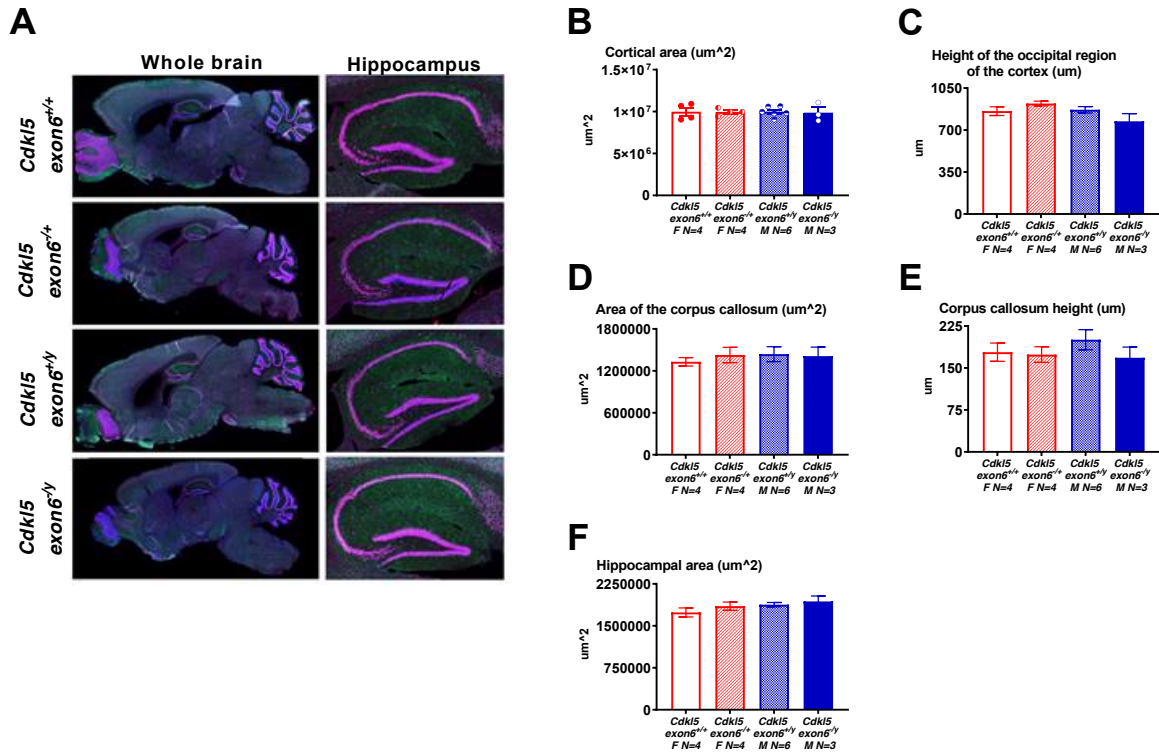 A
Whole brain
Hippocampus
Cdkl5
exon6+/+
Cdkl5
exon6-/+
Cdkl5
exon6+/y
Cdkl5
exon6-/y
B
Cortical area (um^2)
1.5×10⁷
1.0×10⁷
5×10⁶
0
um^2
Cdkl5 Cdkl5 Cdkl5 Cdkl5
exon6+/+ exon6-/+ exon6+/y exon6-/y
F N=4 F N=4 M N=6 M N=3
C
Height of the occipital region
of the cortex (um)
1050
700
350
0
um
Cdkl5 Cdkl5 Cdkl5 Cdkl5
exon6+/+ exon6-/+ exon6+/y exon6-/y
F N=4 F N=4 M N=6 M N=3
D
Area of the corpus callosum (um^2)
1800000
1200000
600000
0
um^2
Cdkl5 Cdkl5 Cdkl5 Cdkl5
exon6+/+ exon6-/+ exon6+/y exon6-/y
F N=4 F N=4 M N=6 M N=3
E
Corpus callosum height (um)
225
150
75
0
um
Cdkl5 Cdkl5 Cdkl5 Cdkl5
exon6+/+ exon6-/+ exon6+/y exon6-/y
F N=4 F N=4 M N=6 M N=3
F
Hippocampal area (um^2)
2250000
1500000
750000
0
um^2
Cdkl5 Cdkl5 Cdkl5 Cdkl5
exon6+/+ exon6-/+ exon6+/y exon6-/y
F N=4 F N=4 M N=6 M N=3